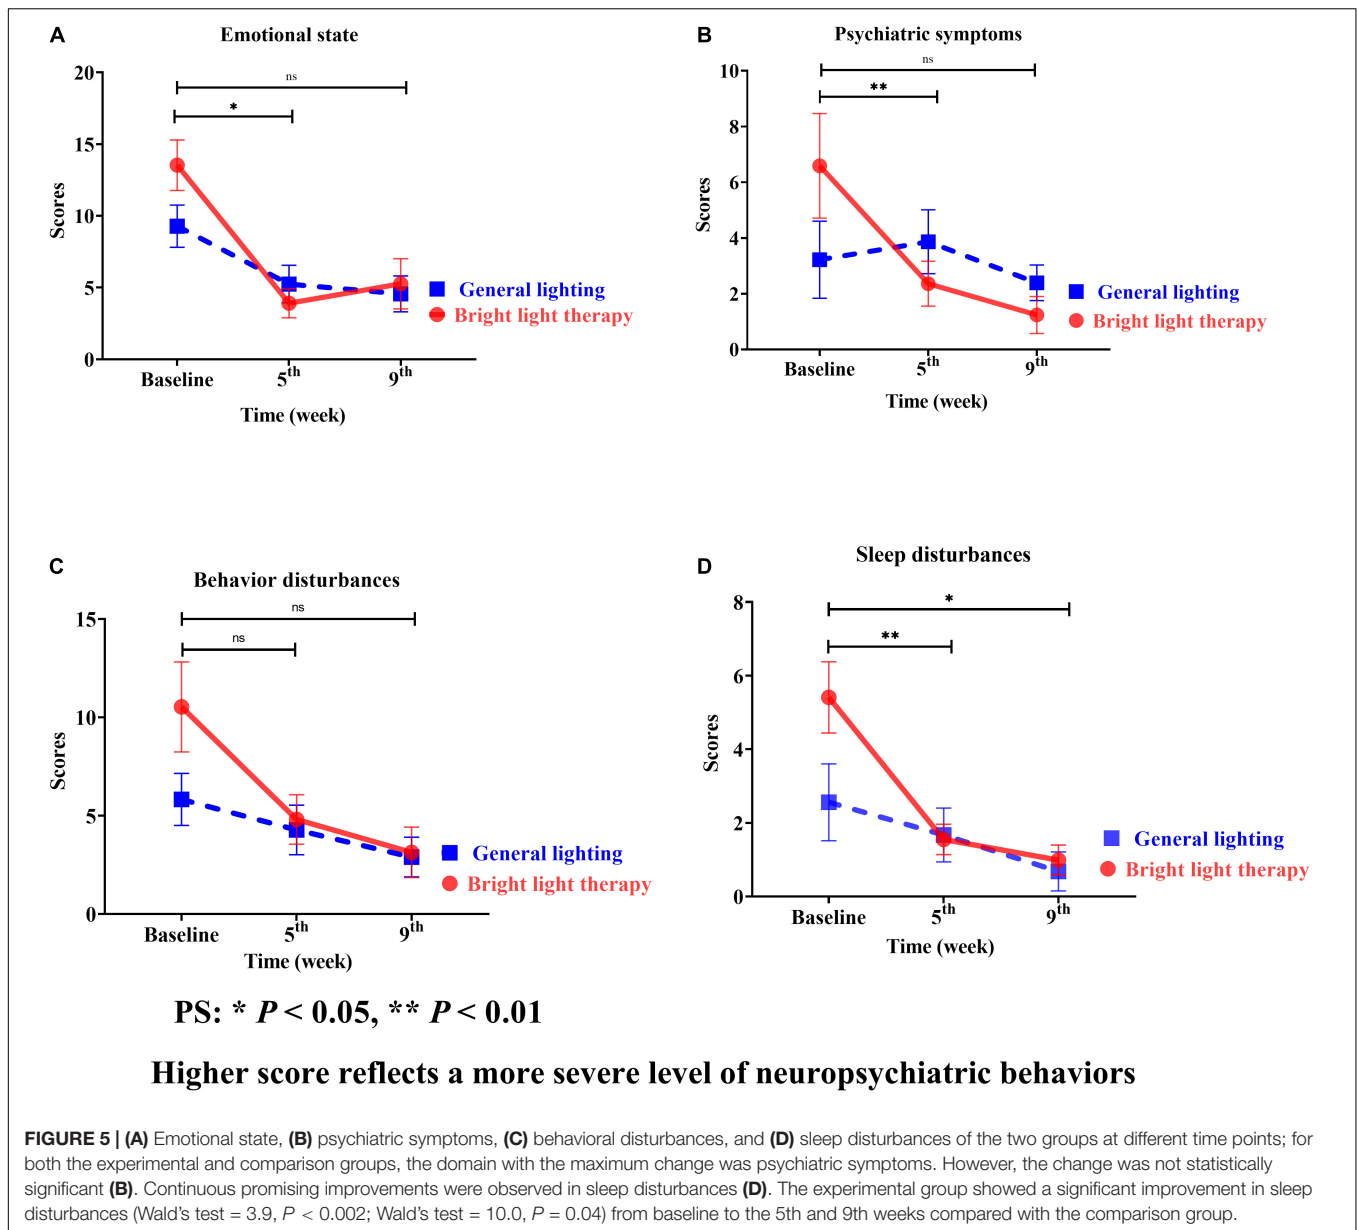 A
Emotional state
20
15
10
5
0
Scores
ns
*
Baseline
5th
9th
Time (week)
General lighting
Bright light therapy
B
Psychiatric symptoms
10
8
6
4
2
0
Scores
ns
**
Baseline
5th
9th
Time (week)
General lighting
Bright light therapy
C
Behavior disturbances
15
10
5
0
Scores
ns
ns
Baseline
5th
9th
Time (week)
General lighting
Bright light therapy
D
Sleep disturbances
8
6
4
2
0
Scores
*
**
Baseline
5th
9th
Time (week)
General lighting
Bright light therapy
PS: * P < 0.05, ** P < 0.01
Higher score reflects a more severe level of neuropsychiatric behaviors
FIGURE 5 | (A) Emotional state, (B) psychiatric symptoms, (C) behavioral disturbances, and (D) sleep disturbances of the two groups at different time points; for
both the experimental and comparison groups, the domain with the maximum change was psychiatric symptoms. However, the change was not statistically
significant (B). Continuous promising improvements were observed in sleep disturbances (D). The experimental group showed a significant improvement in sleep
disturbances (Wald's test = 3.9, P < 0.002; Wald's test = 10.0, P = 0.04) from baseline to the 5th and 9th weeks compared with the comparison group.